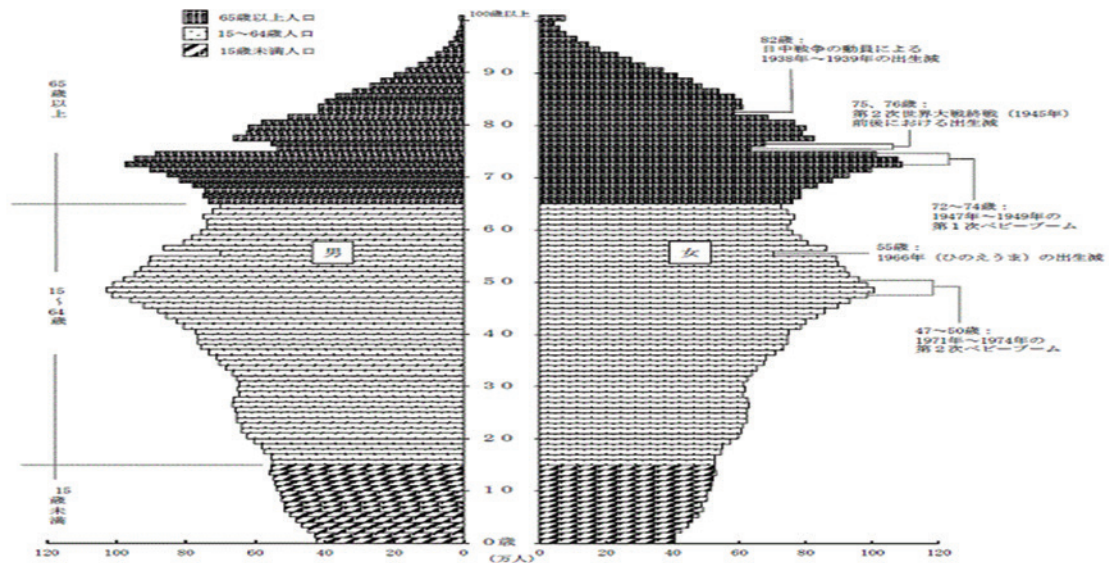 65歳以上人口
15~64歳人口
15歳未満人口
100歳以上
90
80
70
60
50
40
30
20
10
0歳
65歳以上
15~64歳
15歳未満
男
女
82歳:
日中戦争の動員による
1938年~1939年の出生減
75、76歳:
第2次世界大戦終戦(1945年)
前後における出生減
72~74歳:
1947年~1949年の
第1次ベビーブーム
55歳:
1966年(ひのえうま)の出生減
47~50歳:
1971年~1974年の
第2次ベビーブーム
120 100 80 60 40 20 0
(万人)
0 20 40 60 80 100 120